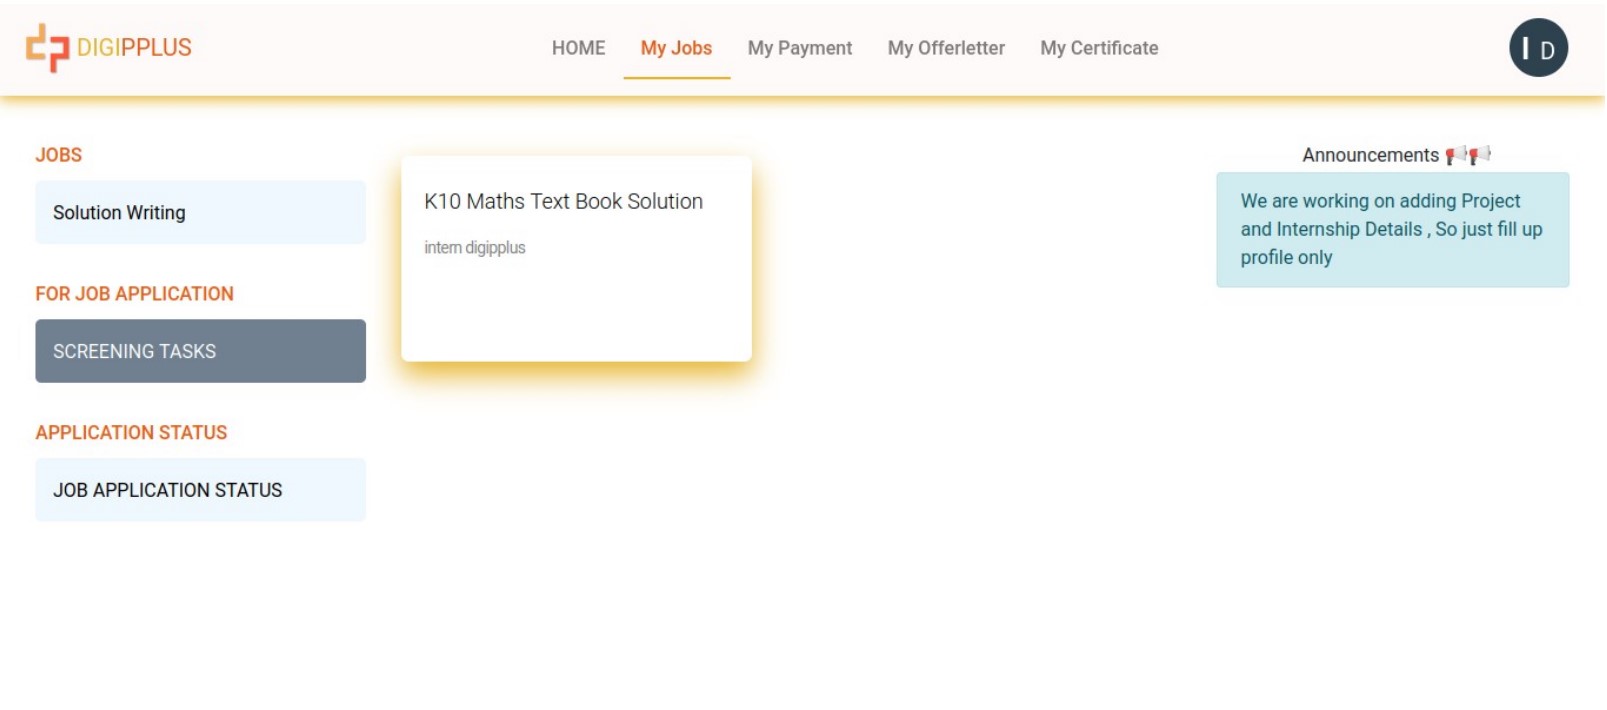 DIGIPPLUS
HOME My Jobs My Payment My Offerletter My Certificate
I D
JOBS
Solution Writing
FOR JOB APPLICATION
SCREENING TASKS
APPLICATION STATUS
JOB APPLICATION STATUS
K10 Maths Text Book Solution
intern digipplus
Announcements
We are working on adding Project
and Internship Details , So just fill up
profile only